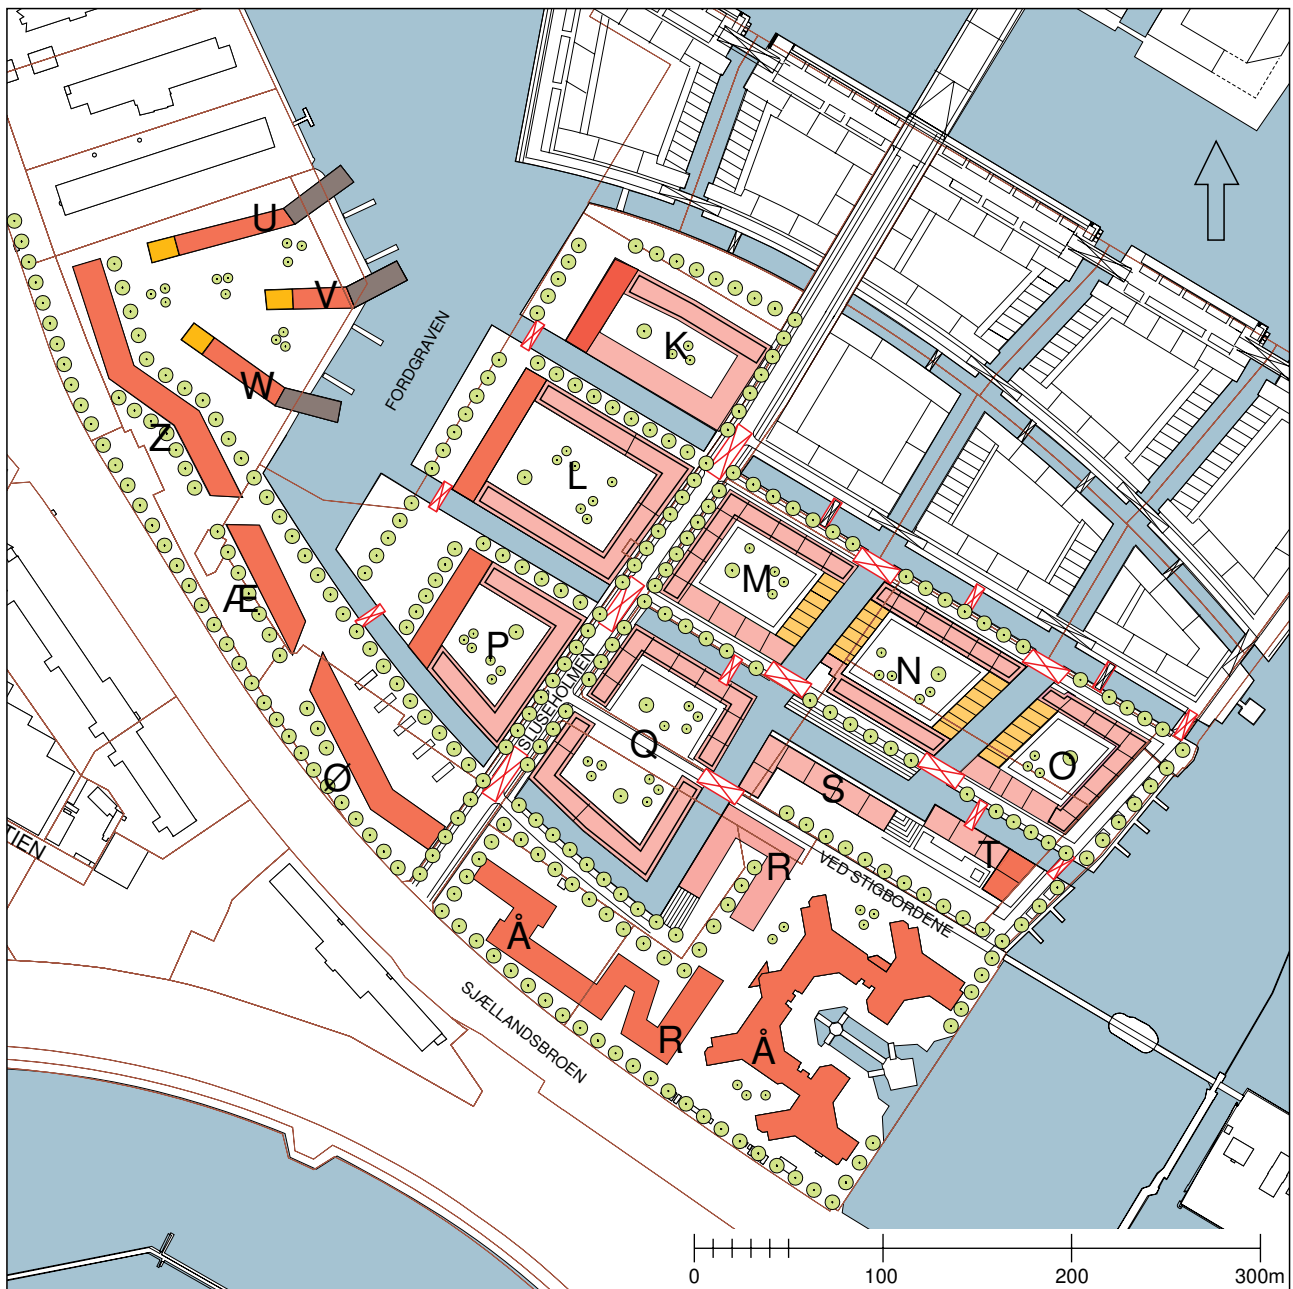 U
V
K
FORDGRAVEN
W
Z
L
M
Æ
P
N
SLUSEHOLMEN
Q
O
S
Ø
T
R
VED STIGBORDENE
TIEN
Å
SJÆLLANDSBROEN
R
Å
0 100 200 300m